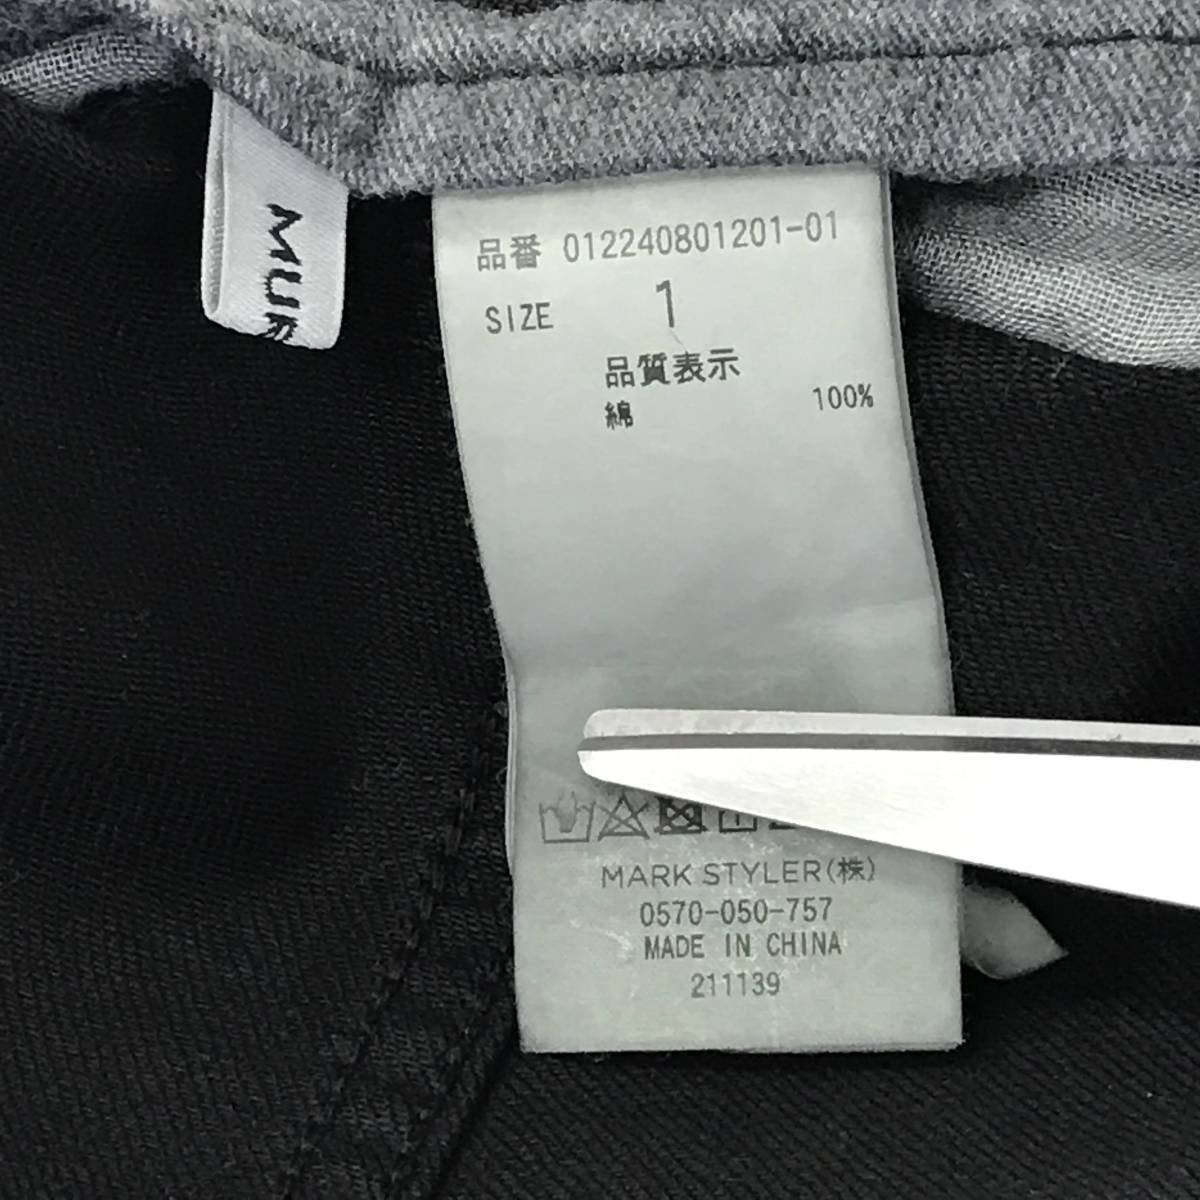 品番 012240801201-01
SIZE 1
品質表示
綿 100%
MARK STYLER(株)
0570-050-757
MADE IN CHINA
211139